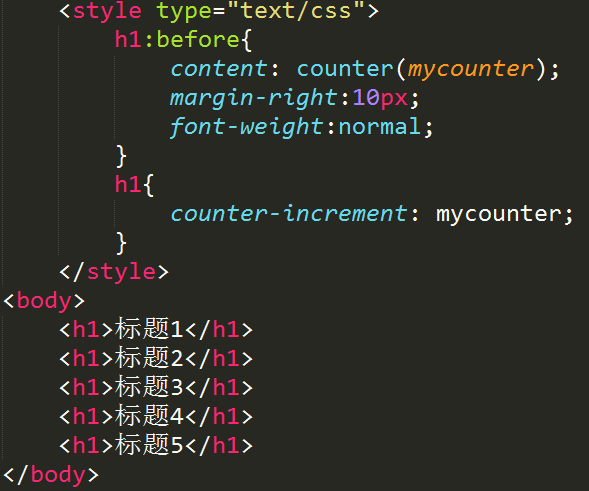 <style type="text/css">
h1:before{
content: counter(mycounter);
margin-right:10px;
font-weight:normal;
}
h1{
counter-increment: mycounter;
}
</style>
<body>
<h1>标题1</h1>
<h1>标题2</h1>
<h1>标题3</h1>
<h1>标题4</h1>
<h1>标题5</h1>
</body>